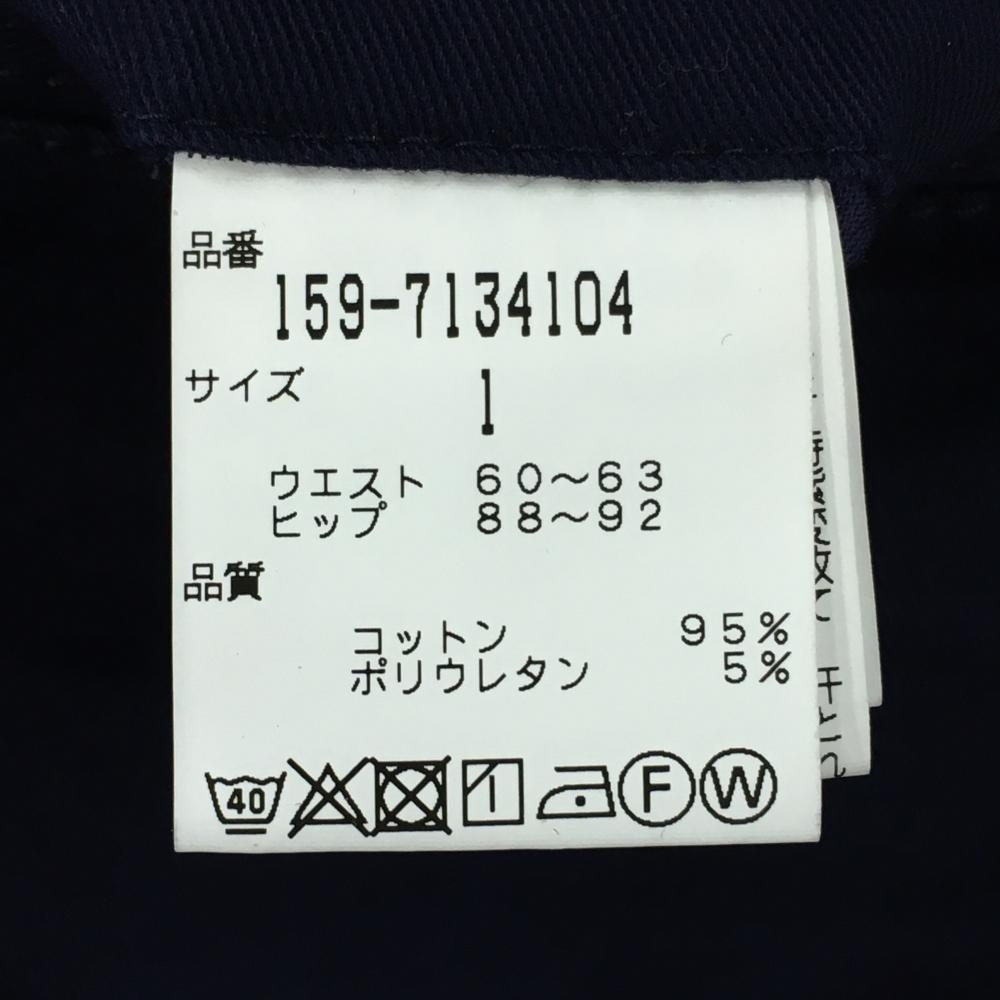 品番
159-7134104
サイズ 1
ウエスト 60～63
ヒップ 88～92
品質
コットン 95%
ポリウレタン 5%
40 F W